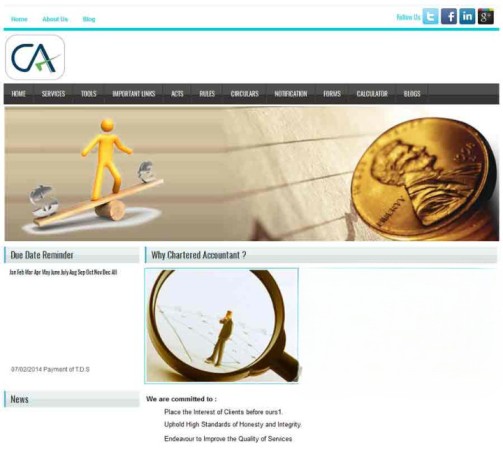 Home About Us Blog
Follow Us
CA
HOME SERVICES TOOLS IMPORTANT LINKS ACTS RULES CIRCULARS NOTIFICATION FORMS CALCULATOR BLOGS
LIBERTY
Due Date Reminder
Jan Feb Mar Apr May June July Aug Sep Oct Nov Dec All
97/02/2014 Payment of T.D.S
News
Why Chartered Accountant ?
We are committed to :
Place the Interest of Clients before ours1.
Uphold High Standards of Honesty and Integrity.
Endeavour to Improve the Quality of Services